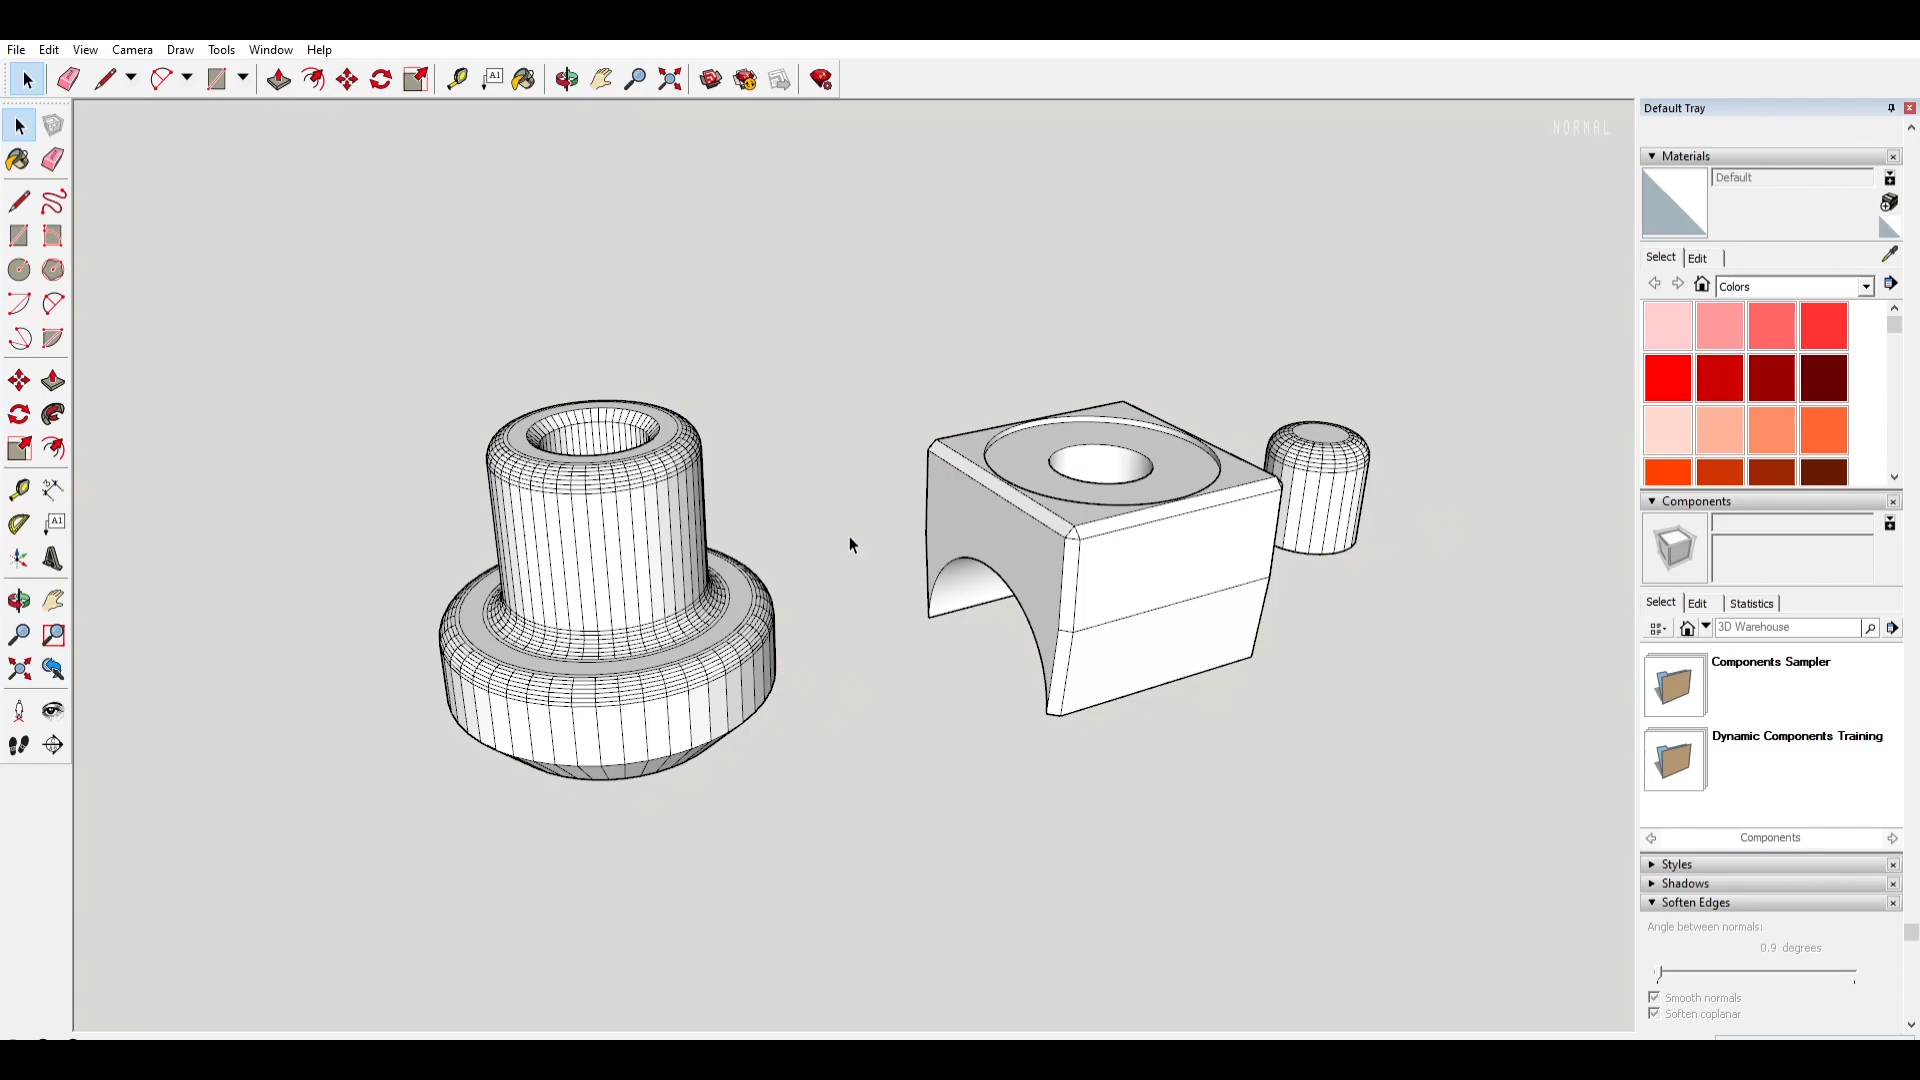 File Edit View Camera Draw Tools Window Help
A1
NORMAL
A1
Default Tray
Materials
Default
Select Edit
Colors
Components
Select Edit Statistics
3D Warehouse
Components Sampler
Dynamic Components Training
Components
Styles
Shadows
Soften Edges
Angle between normals:
0.9 degrees
Smooth normals
Soften coplanar